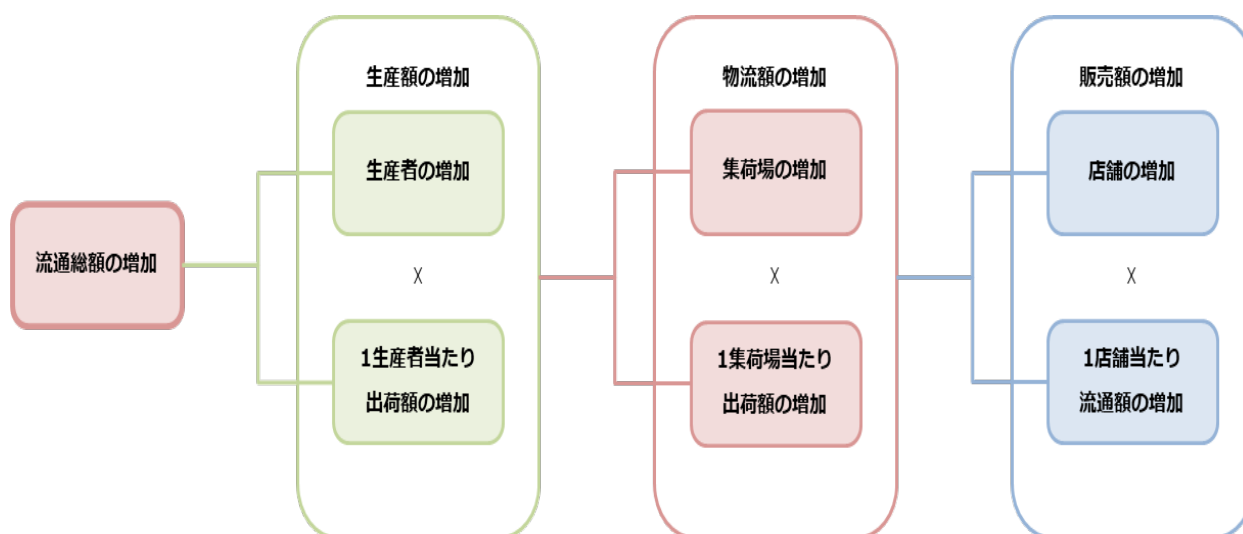 流通総額の増加
生産額の増加
生産者の増加
X
1生産者当たり
出荷額の増加
物流額の増加
集荷場の増加
X
1集荷場当たり
出荷額の増加
販売額の増加
店舗の増加
X
1店舗当たり
流通額の増加